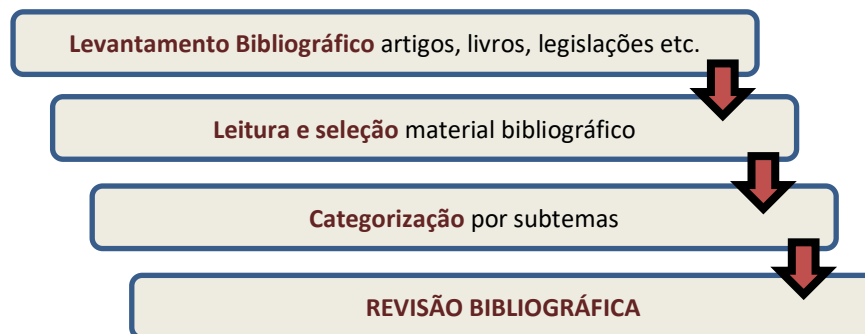 Levantamento Bibliográfico artigos, livros, legislações etc.
Leitura e seleção material bibliográfico
Categorização por subtemas
REVISÃO BIBLIOGRÁFICA